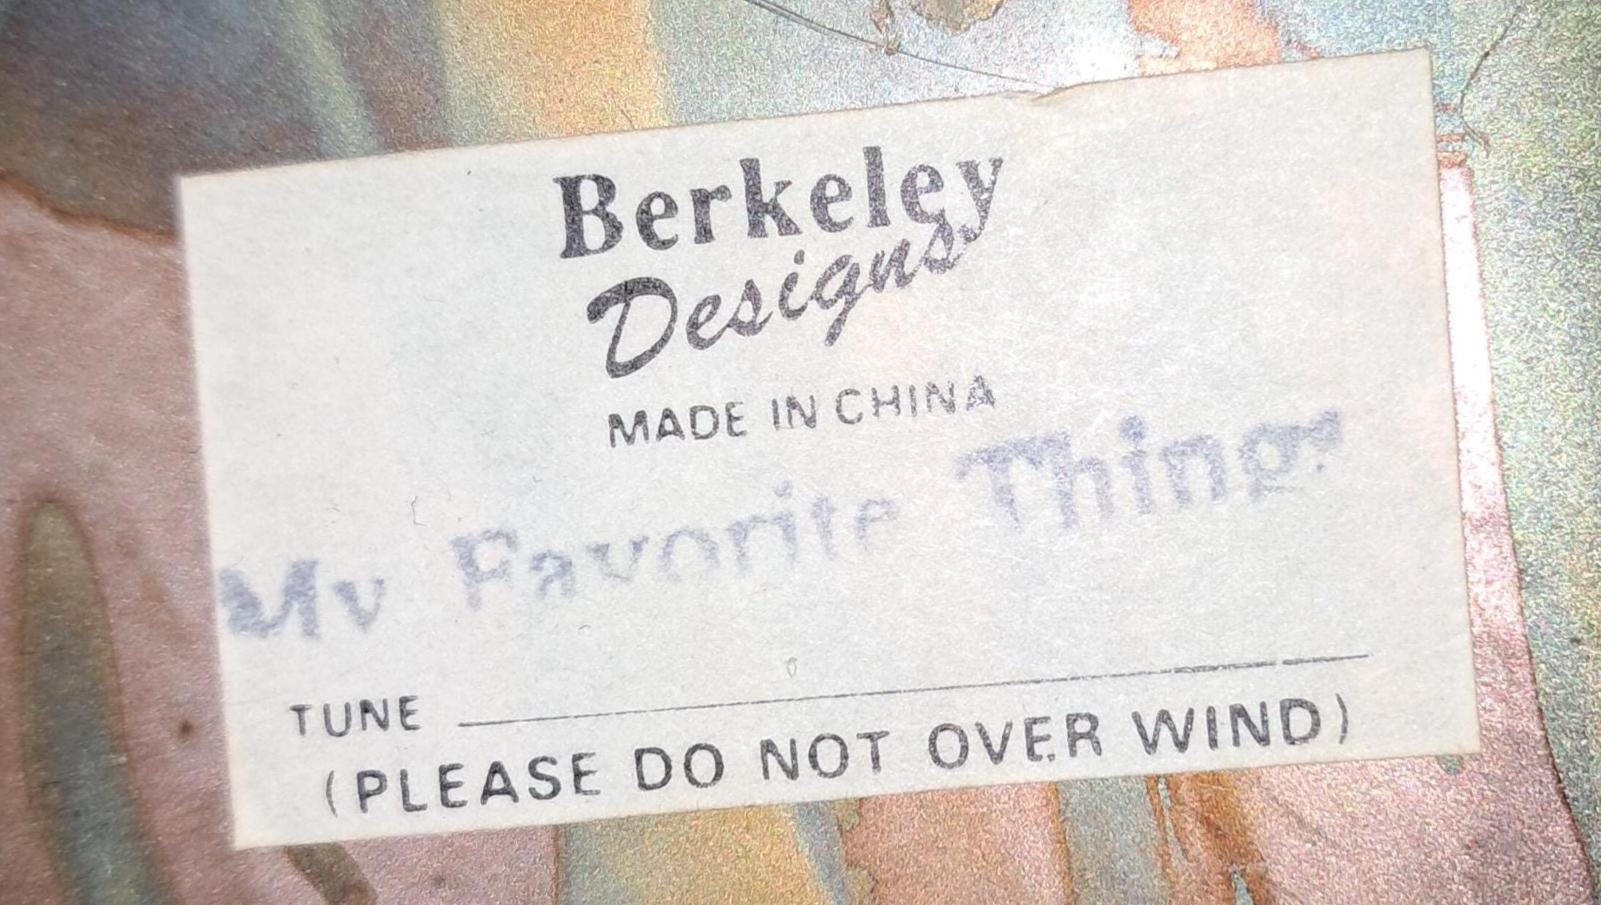 Berkeley
Designs
MADE IN CHINA
My Favorite Things
TUNE
(PLEASE DO NOT OVER WIND)